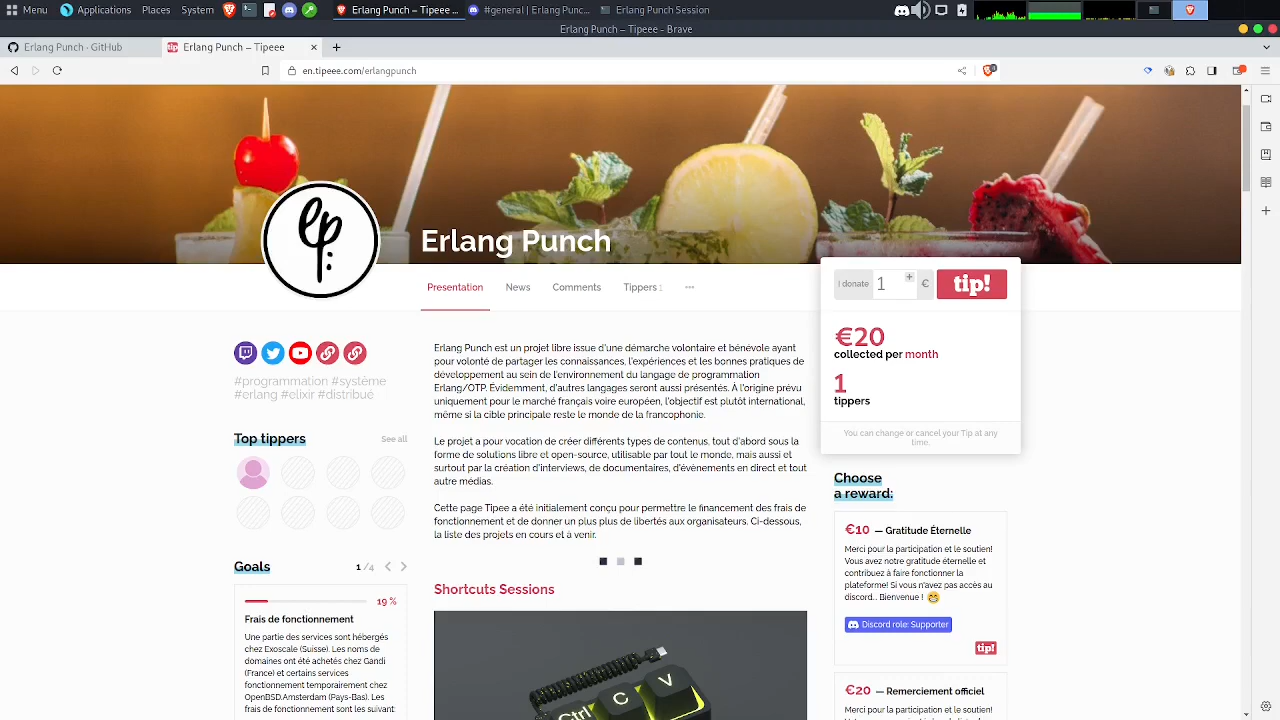 Menu Applications Places System Erlang Punch – Tipeee ... #general | Erlang Punc... Screen Session
Erlang Punch – Tipeee - Brave
Erlang Punch · GitHub Erlang Punch – Tipeee
en.tipeee.com/erlangpunch
ep:
Erlang Punch
I donate 1 + € tip!
Presentation News Comments Tippers 1 •••
€20
collected per month
1
tippers
You can change or cancel your Tip at any
time.
#programmation #système
#erlang #elixir #distribué
Top tippers See all
Goals 1 /4
19 %
Frais de fonctionnement
Une partie des services sont hébergés
chez Exoscale (Suisse). Les noms de
domaines ont été achetés chez Gandi
(France) et certains services
fonctionnent temporairement chez
OpenBSD.Amsterdam (Pays-Bas). Les
frais de fonctionnement sont les suivant:
Erlang Punch est un projet libre issue d'une démarche volontaire et bénévole ayant
pour volonté de partager les connaissances, l'expériences et les bonnes pratiques de
développement au sein de l'environnement du langage de programmation
Erlang/OTP. Évidemment, d'autres langages seront aussi présentés. À l'origine prévu
uniquement pour le marché français voire européen, l'objectif est plutôt international,
même si la cible principale reste le monde de la francophonie.
Le projet a pour vocation de créer différents types de contenus, tout d'abord sous la
forme de solutions libre et open-source, utilisable par tout le monde, mais aussi et
surtout par la création d'interviews, de documentaires, d'évènements en direct et tout
autre médias.
Cette page Tipee a été initialement conçu pour permettre le financement des frais de
fonctionnement et de donner un plus plus de libertés aux organisateurs. Ci-dessous,
la liste des projets en cours et à venir.
Shortcuts Sessions
Ctrl C V
Choose
a reward:
€10 — Gratitude Éternelle
Merci pour la participation et le soutien!
Vous avez notre gratitude éternelle et
contribuez à faire fonctionner la
plateforme! Si vous n'avez pas accès au
discord... Bienvenue !
Discord role: Supporter
tip!
€20 — Remerciement officiel
Merci pour la participation et le soutien!